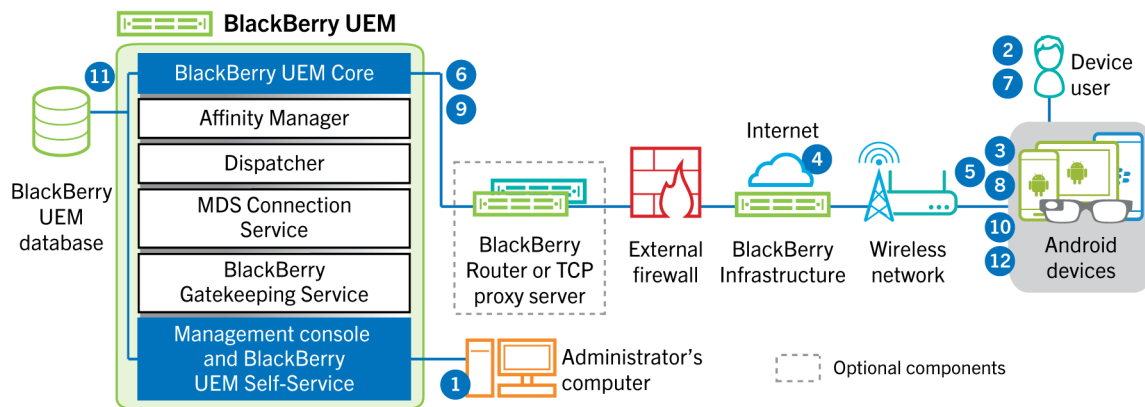 BlackBerry UEM
11
BlackBerry UEM Core
Affinity Manager
Dispatcher
MDS Connection
Service
BlackBerry
Gatekeeping Service
Management console
and BlackBerry
UEM Self-Service
BlackBerry
UEM
database
6
9
1
Administrator's
computer
BlackBerry
Router or TCP
proxy server
External
firewall
Internet
4
BlackBerry
Infrastructure
Wireless
network
2
7
Device
user
5
3
8
10
12
Android
devices
Optional components